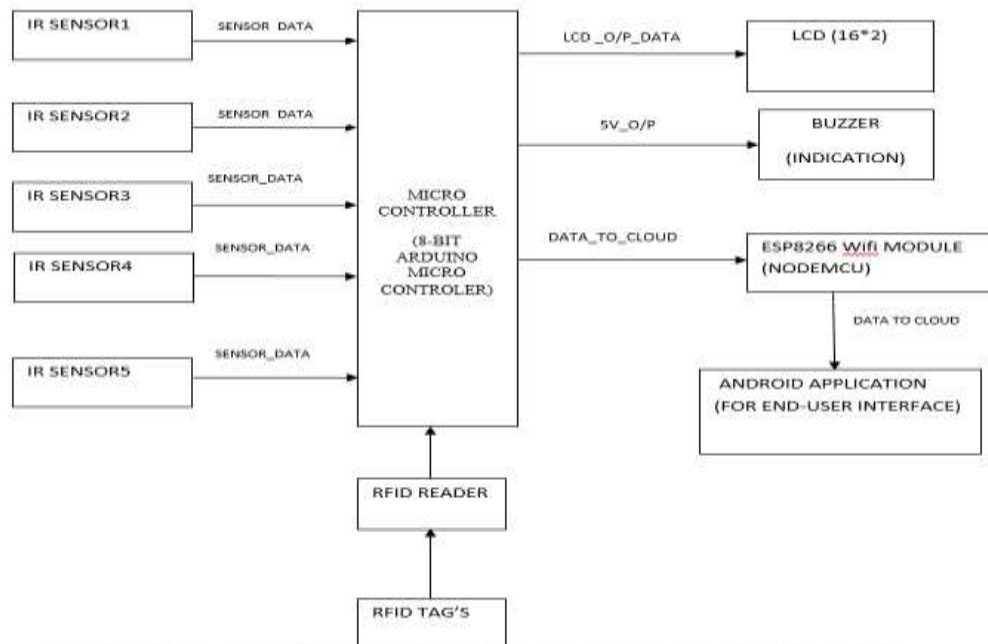 IR SENSOR1
SENSOR DATA
IR SENSOR2
SENSOR DATA
IR SENSOR3
SENSOR_DATA
IR SENSOR4
SENSOR_DATA
IR SENSOR5
SENSOR_DATA
MICRO
CONTROLLER
(8-BIT
ARDUINO
MICRO
CONTROLER)
RFID READER
RFID TAG'S
LCD _O/P_DATA
LCD (16*2)
5V_O/P
BUZZER
(INDICATION)
DATA_TO_CLOUD
ESP8266 Wifi MODULE
(NODEMCU)
DATA TO CLOUD
ANDROID APPLICATION
(FOR END-USER INTERFACE)